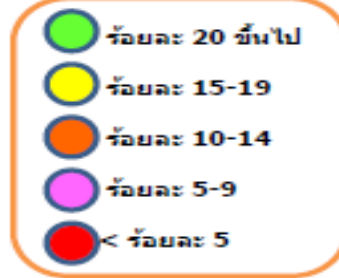 ร้อยละ 20 ขึ้นไป
ร้อยละ 15-19
ร้อยละ 10-14
ร้อยละ 5-9
< ร้อยละ 5